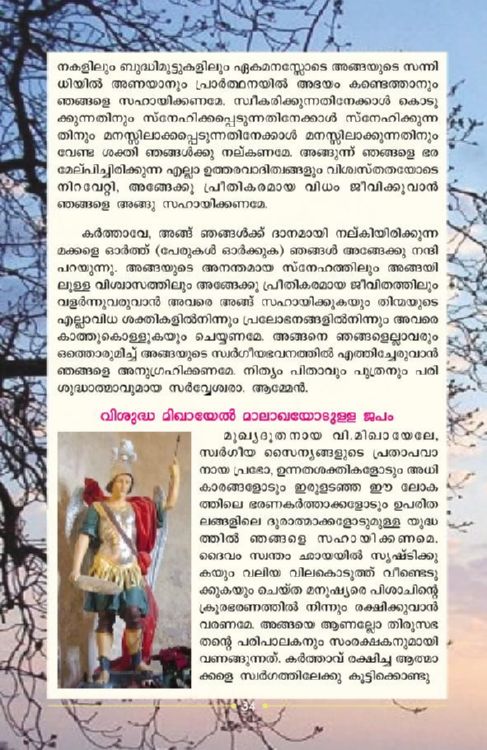 നകളിലും ബുദ്ധിമുട്ടുകളിലും ഏകമനസ്സോടെ അങ്ങയുടെ സന്നി
ധിയിൽ അണയാനും പ്രാർത്ഥനയിൽ അഭയം കണ്ടെത്താനും
ഞങ്ങളെ സഹായിക്കണമേ. സ്വീകരിക്കുന്നതിനേക്കാൾ കൊടു
ക്കുന്നതിനും സ്നേഹിക്കപ്പെടുന്നതിനേക്കാൾ സ്നേഹിക്കുന്ന
തിനും മനസ്സിലാക്കപ്പെടുന്നതിനേക്കാൾ മനസ്സിലാക്കുന്നതിനും
വേണ്ട ശക്തി ഞങ്ങൾക്കു നല്കണമേ. അങ്ങുന്ന് ഞങ്ങളെ ഭര
മേല്പിച്ചിരിക്കുന്ന എല്ലാ ഉത്തരവാദിത്വങ്ങളും വിശ്വസ്തതയോടെ
നിറവേറ്റി, അങ്ങേക്കു പ്രീതികരമായ വിധം ജീവിക്കുവാൻ
ഞങ്ങളെ അങ്ങു സഹായിക്കണമേ.
കർത്താവേ, അങ്ങ് ഞങ്ങൾക്ക് ദാനമായി നല്കിയിരിക്കുന്ന
മക്കളെ ഓർത്ത് (പേരുകൾ ഓർക്കുക) ഞങ്ങൾ അങ്ങേക്കു നന്ദി
പറയുന്നു. അങ്ങയുടെ അനന്തമായ സ്നേഹത്തിലും അങ്ങയി
ലുള്ള വിശ്വാസത്തിലും അങ്ങേക്കു പ്രീതികരമായ ജീവിതത്തിലും
വളർന്നുവരുവാൻ അവരെ അങ്ങ് സഹായിക്കുകയും തിന്മയുടെ
എല്ലാവിധ ശക്തികളിൽനിന്നും പ്രലോഭനങ്ങളിൽനിന്നും അവരെ
കാത്തുകൊള്ളുകയും ചെയ്യണമേ. അങ്ങനെ ഞങ്ങളെല്ലാവരും
ഒത്തൊരുമിച്ച് അങ്ങയുടെ സ്വർഗീയഭവനത്തിൽ എത്തിച്ചേരുവാൻ
ഞങ്ങളെ അനുഗ്രഹിക്കണമേ. നിത്യം പിതാവും പുത്രനും പരി
ശുദ്ധാത്മാവുമായ സർവ്വേശ്വരാ. ആമ്മേൻ.
വിശുദ്ധ മിഖായേൽ മാലാഖയോടുള്ള ജപം
മുഖ്യദൂതനായ വി.മിഖായേലേ,
സ്വർഗീയ സൈന്യങ്ങളുടെ പ്രതാപവാ
നായ പ്രഭോ, ഉന്നതശക്തികളോടും അധി
കാരങ്ങളോടും ഇരുളടഞ്ഞ ഈ ലോക
ത്തിലെ ഭരണകർത്താക്കളോടും ഉപരിത
ലങ്ങളിലെ ദുരാത്മാക്കളോടുമുള്ള യുദ്ധ
ത്തിൽ ഞങ്ങളെ സഹായിക്കണമെ.
ദൈവം സ്വന്തം ഛായയിൽ സൃഷ്ടിക്കു
കയും വലിയ വിലകൊടുത്ത് വീണ്ടെടു
ക്കുകയും ചെയ്ത മനുഷ്യരെ പിശാചിന്റെ
ക്രൂരഭരണത്തിൽ നിന്നും രക്ഷിക്കുവാൻ
വരണമേ. അങ്ങയെ ആണല്ലോ തിരുസഭ
തന്റെ പരിപാലകനും സംരക്ഷകനുമായി
വണങ്ങുന്നത്. കർത്താവ് രക്ഷിച്ച ആത്മാ
ക്കളെ സ്വർഗത്തിലേക്കു കൂട്ടിക്കൊണ്ടു
34